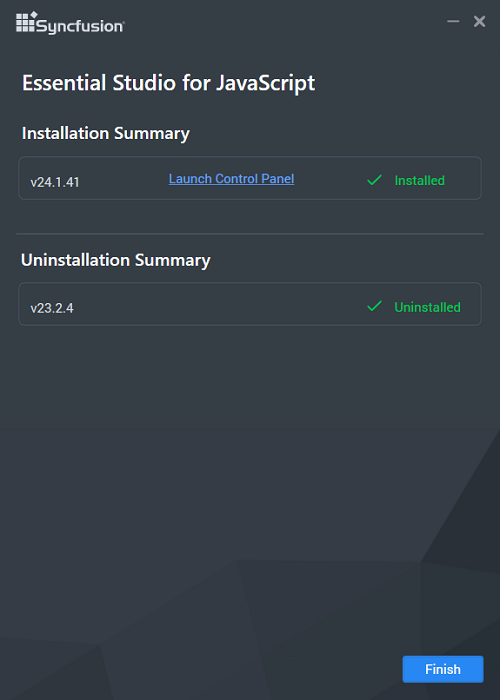 Syncfusion
Essential Studio for JavaScript
Installation Summary
v24.1.41 Launch Control Panel Installed
Uninstallation Summary
v23.2.4 Uninstalled
Finish